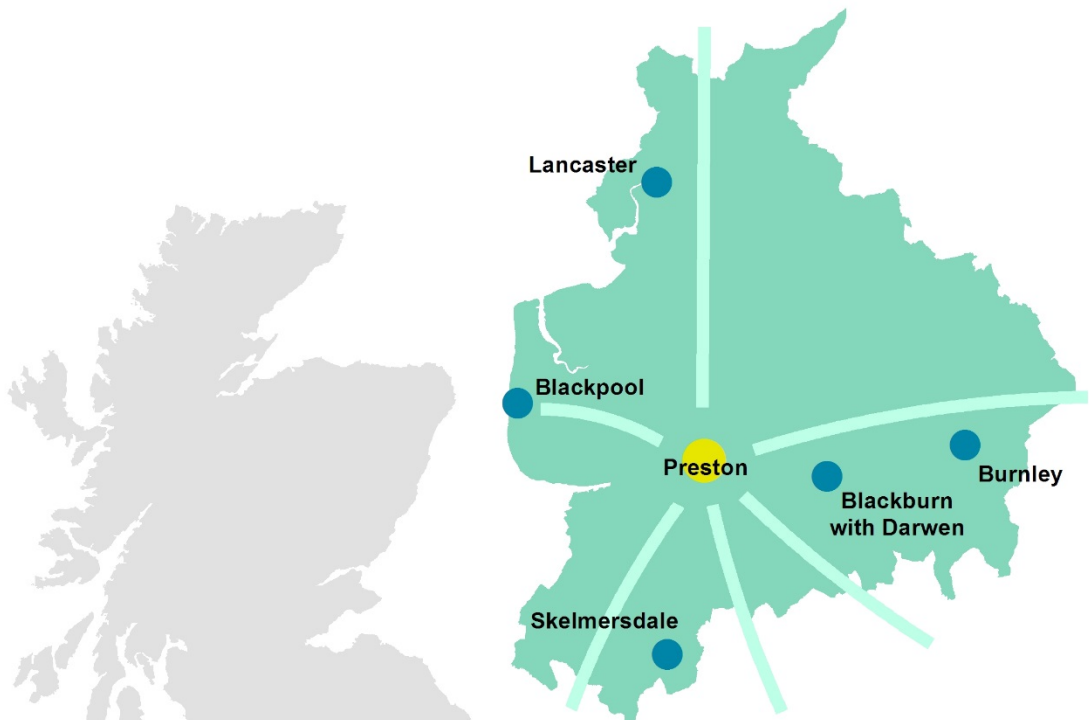 Lancaster
Blackpool
Preston
Burnley
Blackburn
with Darwen
Skelmersdale